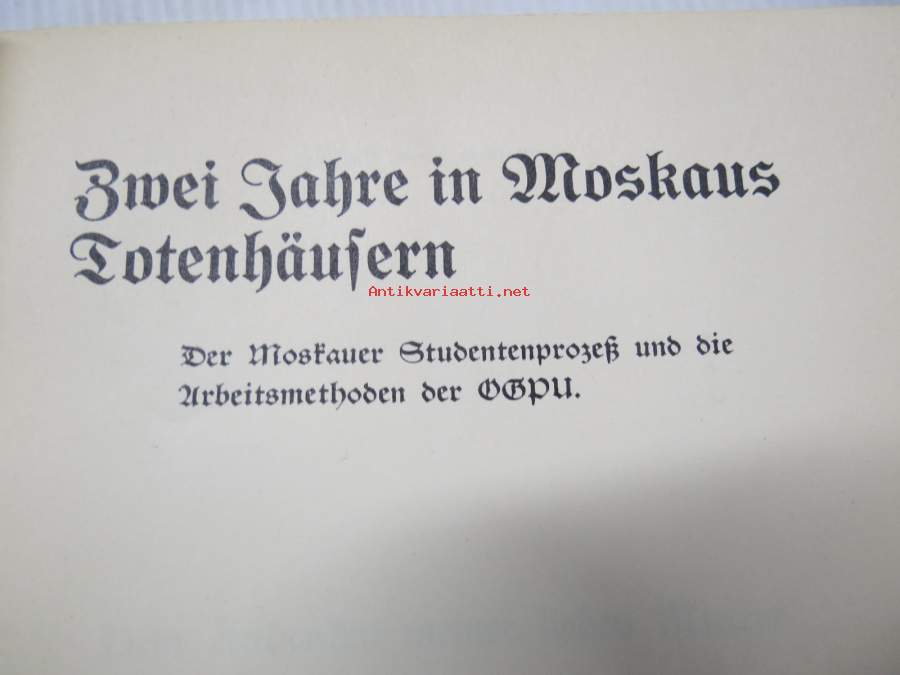 Zwei Jahre in Moskaus
Totenhäuſern
Antikvariaatti.net
Der Moskauer Studentenprozeß und die
Arbeitsmethoden der OGPU.